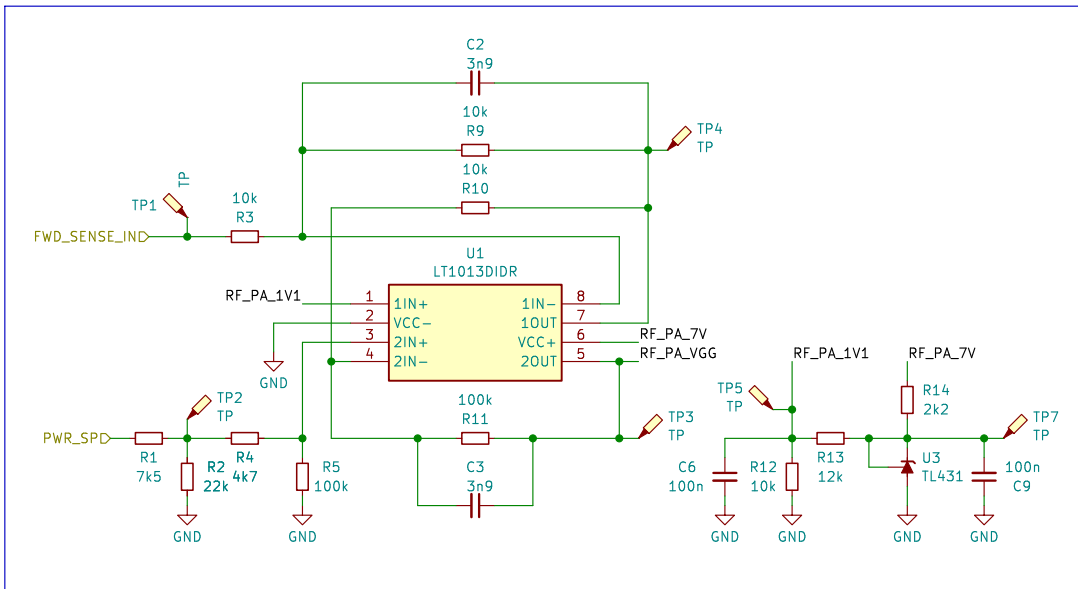 C2
3n9
10k
R9
TP4
TP
10k
R10
TP
TP1
10k
R3
FWD_SENSE_IN
U1
LT1013DIDR
RF_PA_1V1
1
1IN+
1IN-
8
2
VCC-
1OUT
7
3
2IN+
VCC+
6
4
2IN-
2OUT
5
RF_PA_7V
RF_PA_VGG
GND
RF_PA_1V1
RF_PA_7V
TP2
TP
100k
R11
TP3
TP
TP5
TP
R14
2k2
TP7
TP
PWR_SP
R1
7k5
R2
22k
R4
4k7
R5
100k
C3
3n9
C6
100n
R12
10k
R13
12k
U3
TL431
100n
C9
GND
GND
GND
GND
GND
GND